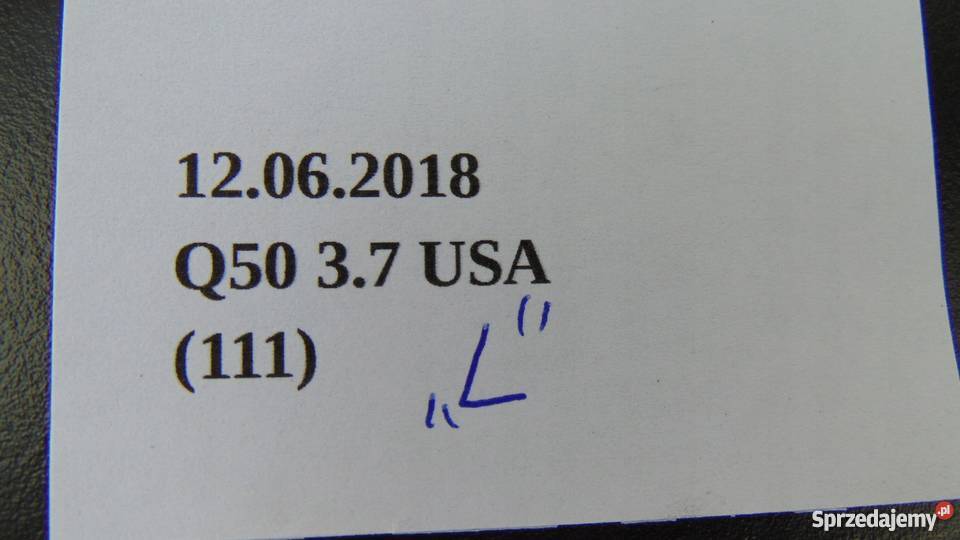 12.06.2018
Q50 3.7 USA
(111)
„L”
Sprzedajemy.pl